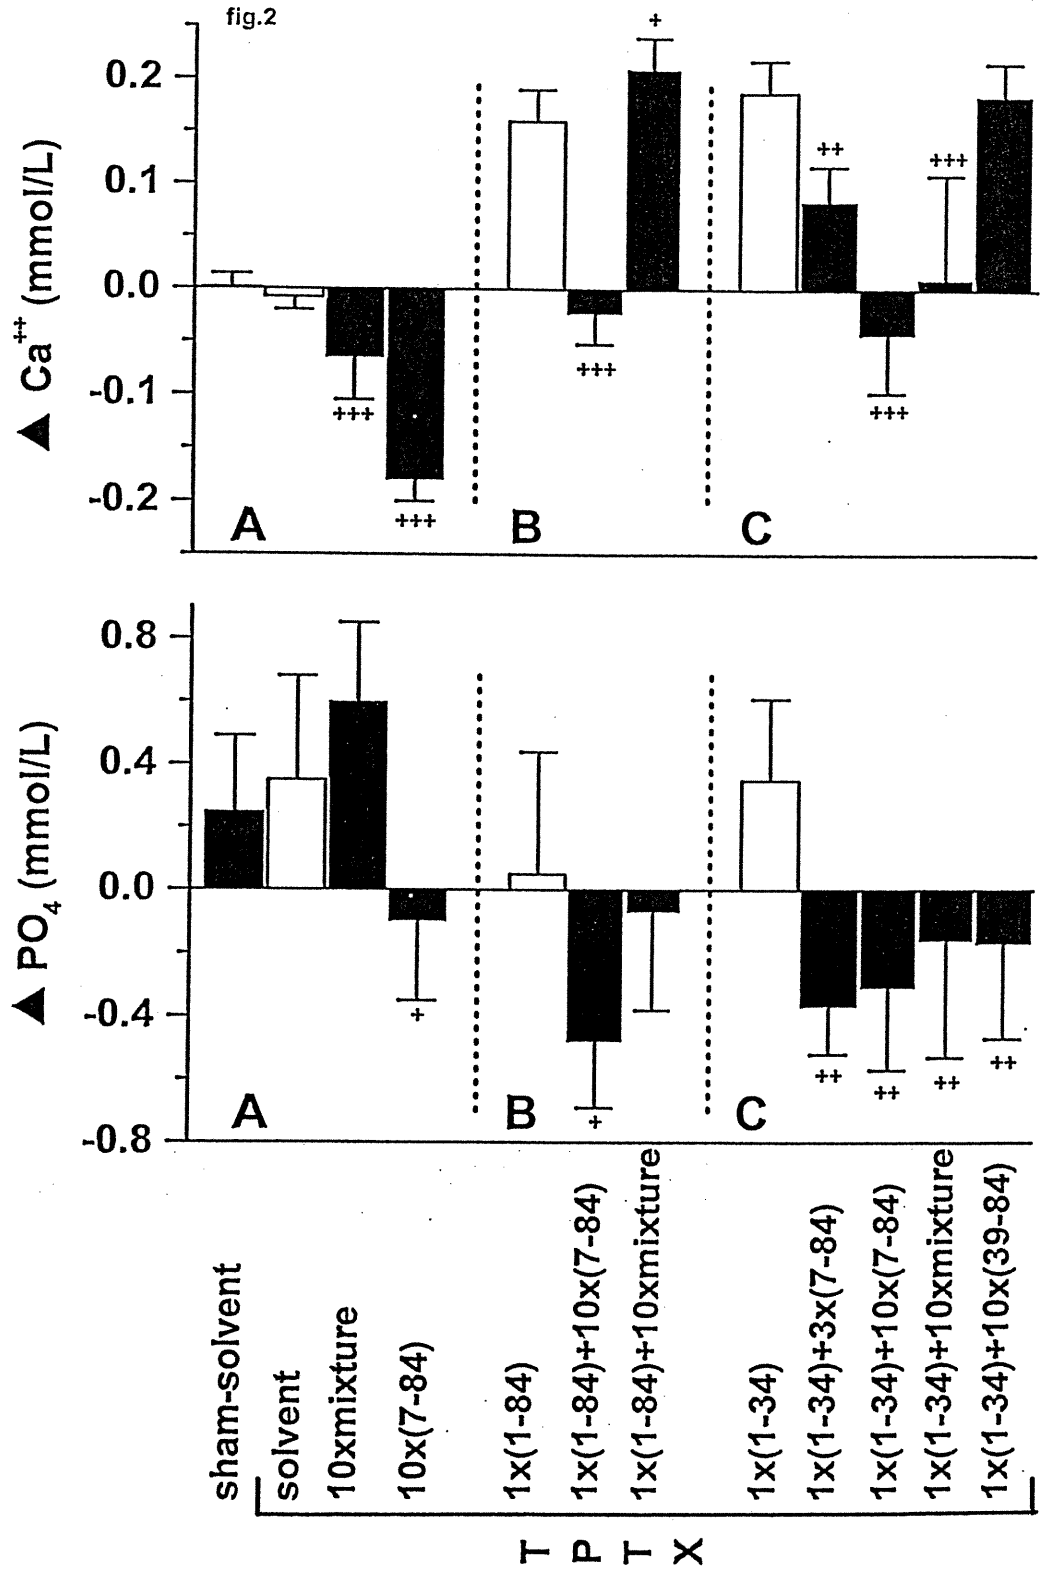 fig.2
▲ Ca++ (mmol/L)
0.2
0.1
0.0
-0.1
-0.2
+++
+++
+++
+
++
+++
+++
A
B
C
▲ PO4 (mmol/L)
0.8
0.4
0.0
-0.4
-0.8
+
+
++
++
++
++
A
B
C
sham-solvent
solvent
10xmixture
10x(7-84)
1x(1-84)
1x(1-84)+10x(7-84)
1x(1-84)+10xmixture
1x(1-34)
1x(1-34)+3x(7-84)
1x(1-34)+10x(7-84)
1x(1-34)+10xmixture
1x(1-34)+10x(39-84)
T P T X